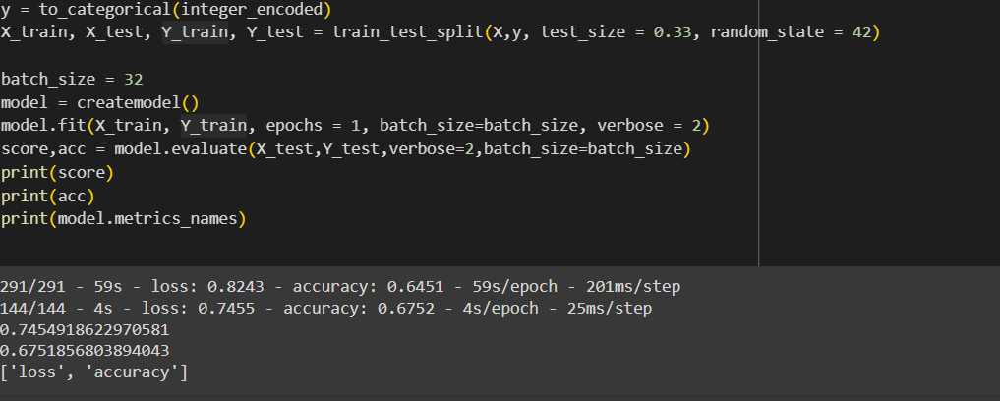 y = to_categorical(integer_encoded)
X_train, X_test, Y_train, Y_test = train_test_split(X,y, test_size = 0.33, random_state = 42)
batch_size = 32
model = createmodel()
model.fit(X_train, Y_train, epochs = 1, batch_size=batch_size, verbose = 2)
score,acc = model.evaluate(X_test,Y_test,verbose=2,batch_size=batch_size)
print(score)
print(acc)
print(model.metrics_names)
291/291 - 59s - loss: 0.8243 - accuracy: 0.6451 - 59s/epoch - 201ms/step
144/144 - 4s - loss: 0.7455 - accuracy: 0.6752 - 4s/epoch - 25ms/step
0.7454918622970581
0.6751856803894043
['loss', 'accuracy']